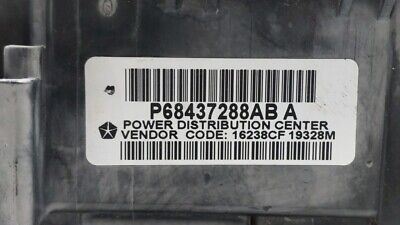 P68437288AB A
POWER DISTRIBUTION CENTER
VENDOR CODE: 16238CF 19328M